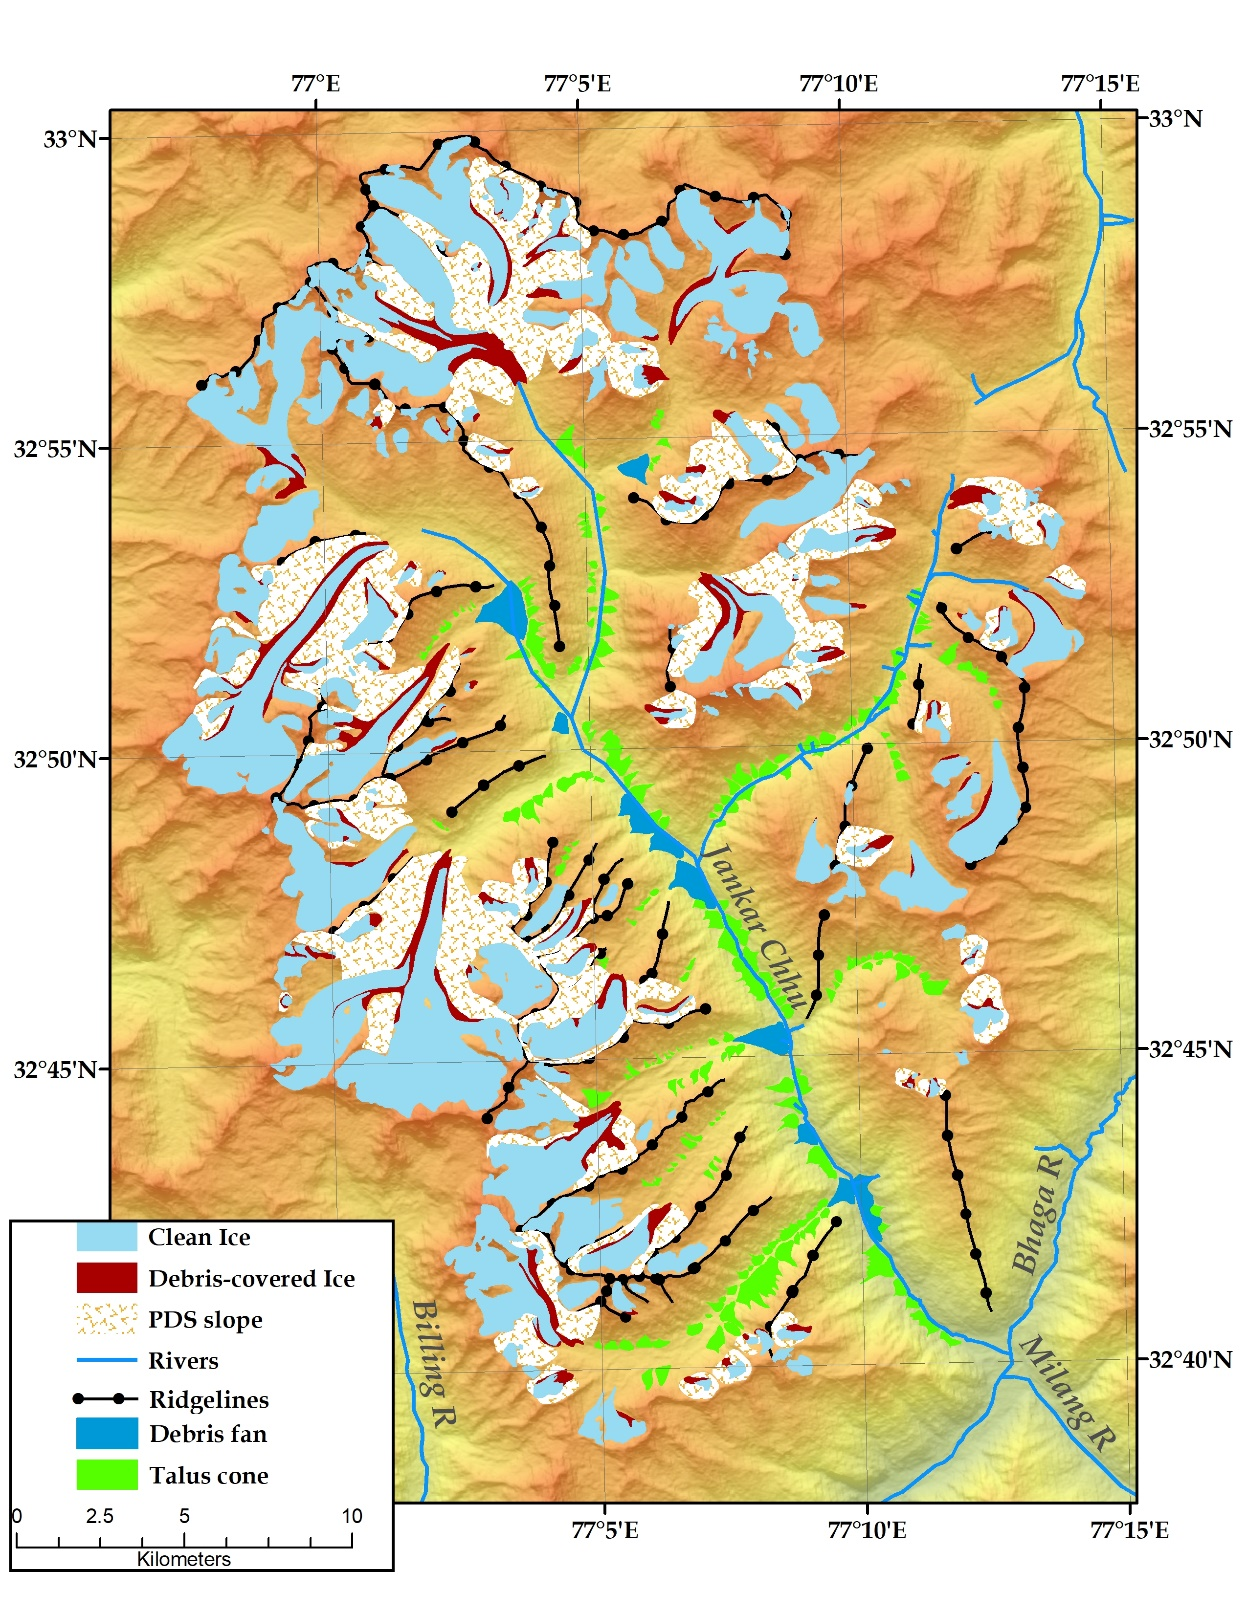 77°E 77°5'E 77°10'E 77°15'E
33°N 33°N
32°55'N 32°55'N
32°50'N 32°50'N
Jankar Chhu
32°45'N 32°45'N
Bhaga R
Clean Ice
Debris-covered Ice
PDS slope
Billing R
Rivers
32°40'N
Milang R
Ridgelines
Debris fan
Talus cone
0 2.5 5 10
Kilometers
77°5'E 77°10'E 77°15'E